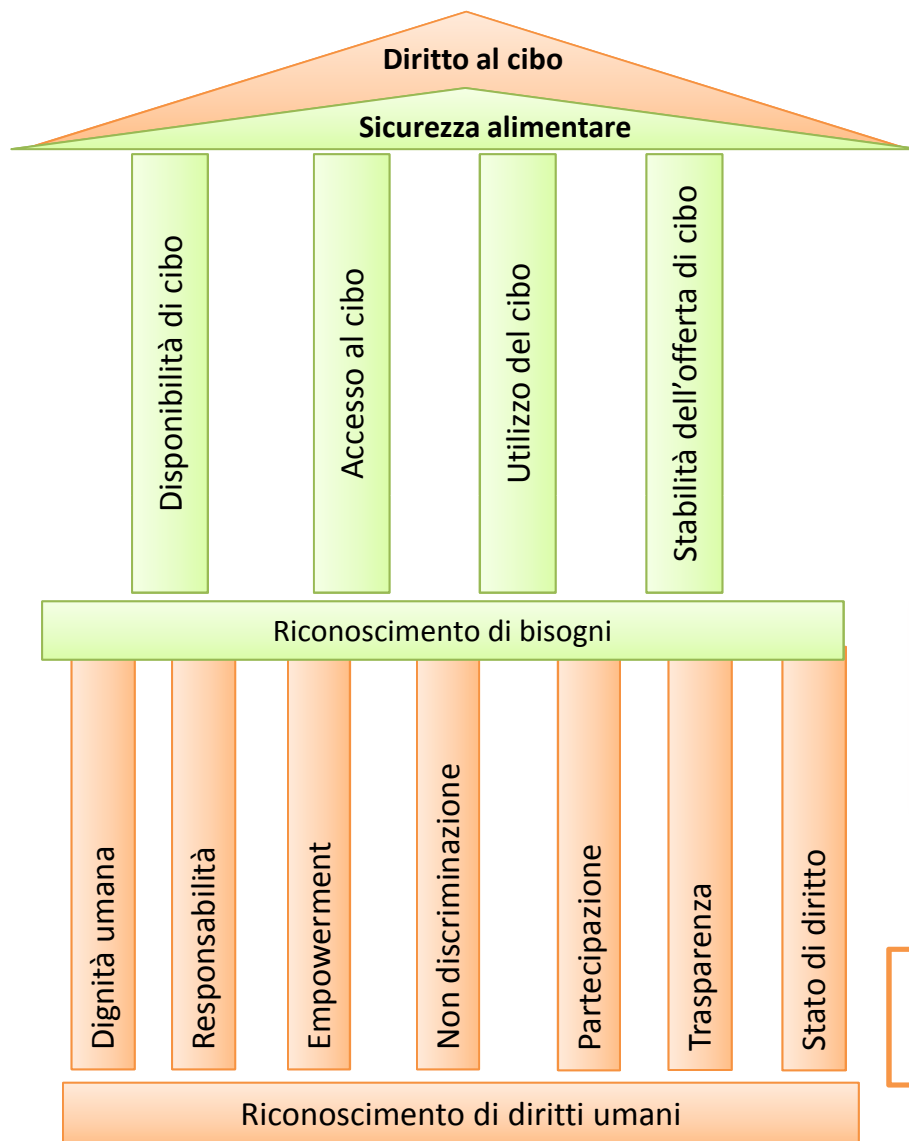 Diritto al cibo
Sicurezza alimentare
Disponibilità di cibo
Accesso al cibo
Utilizzo del cibo
Stabilità dell’offerta di cibo
Riconoscimento di bisogni
Dignità umana
Responsabilità
Empowerment
Non discriminazione
Partecipazione
Trasparenza
Stato di diritto
Riconoscimento di diritti umani